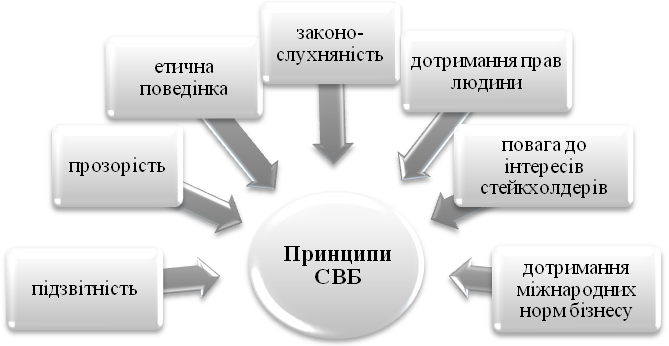 підзвітність
прозорість
етична
поведінка
законо-
слухняність
дотримання прав
людини
повага до
інтересів
стейкхолдерів
дотримання
міжнародних
норм бізнесу
Принципи
СВБ